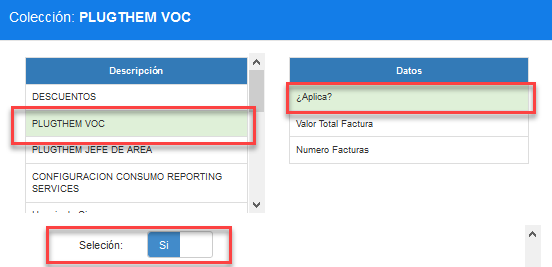 Colección: PLUGTHEM VOC
Descripción
DESCUENTOS
PLUGTHEM VOC
PLUGTHEM JEFE DE AREA
CONFIGURACION CONSUMO REPORTING
SERVICES
Datos
¿Aplica?
Valor Total Factura
Numero Facturas
Seleción:
Si